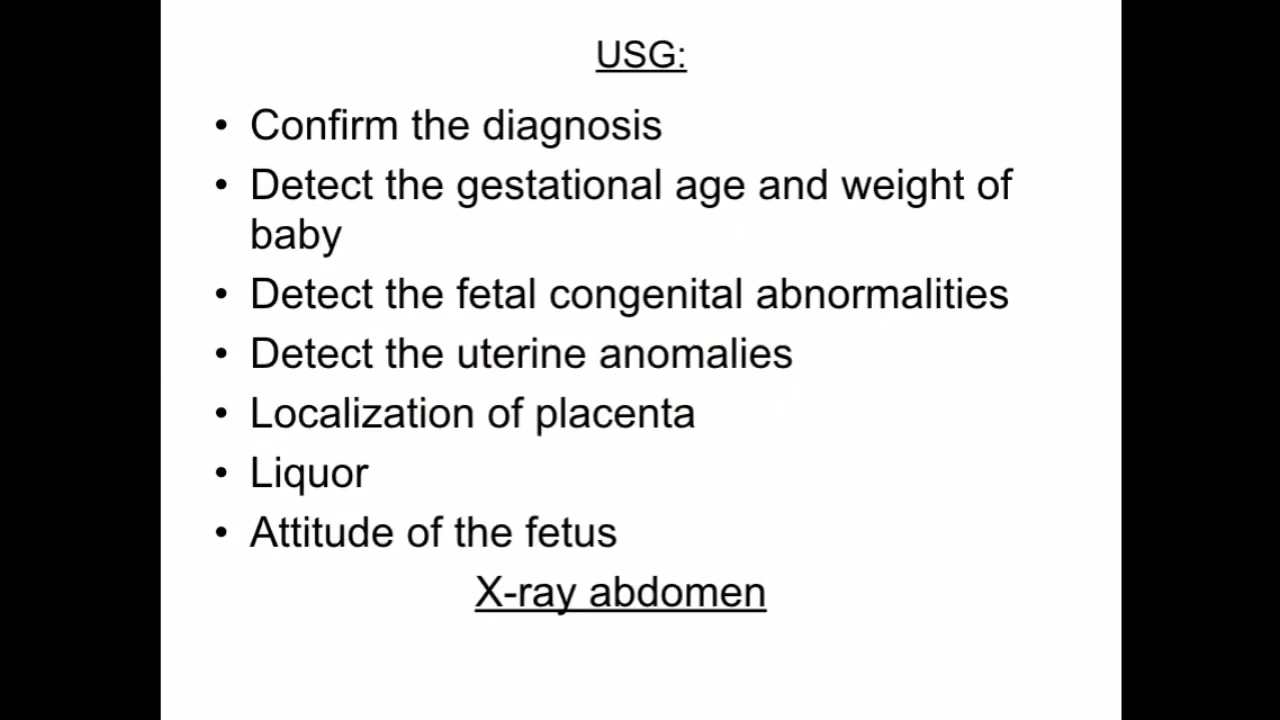 USG:
• Confirm the diagnosis
• Detect the gestational age and weight of
baby
• Detect the fetal congenital abnormalities
• Detect the uterine anomalies
• Localization of placenta
• Liquor
• Attitude of the fetus
X-ray abdomen